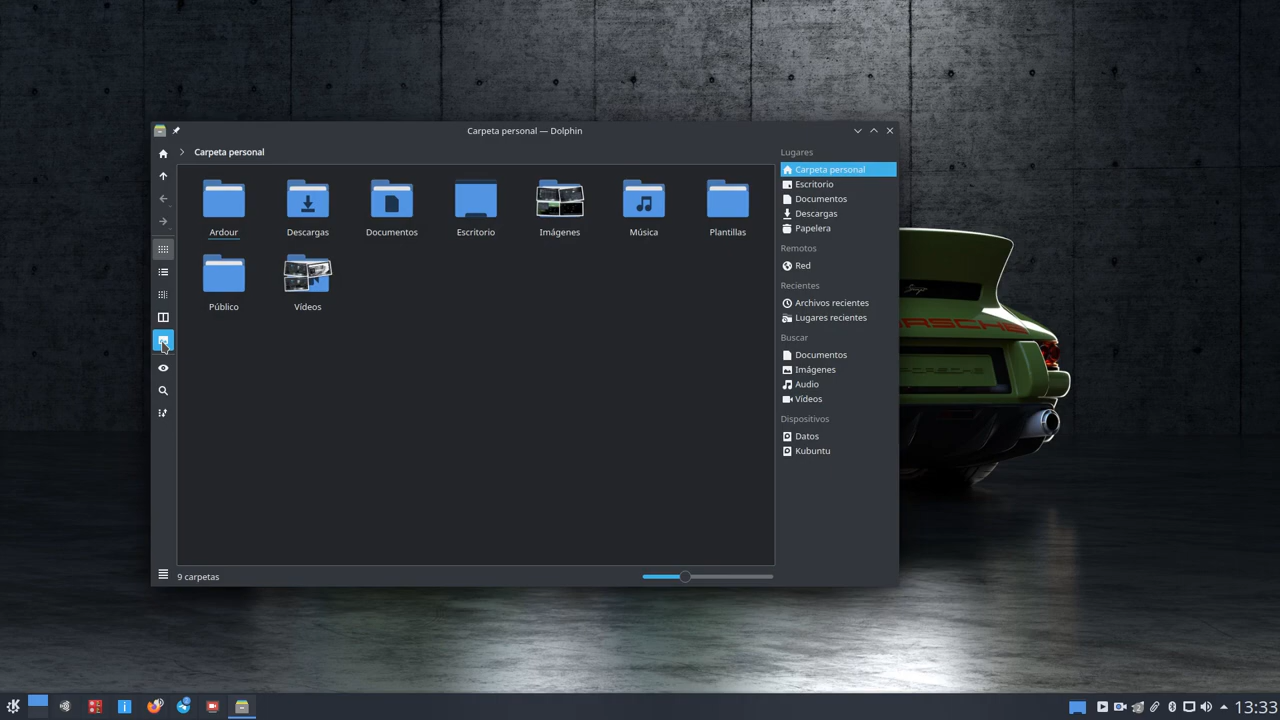 Carpeta personal — Dolphin
Carpeta personal
Ardour
Descargas
Documentos
Escritorio
Imágenes
Música
Plantillas
Público
Vídeos
Lugares
Carpeta personal
Escritorio
Documentos
Descargas
Papelera
Remotos
Red
Recientes
Archivos recientes
Lugares recientes
Buscar
Documentos
Imágenes
Audio
Vídeos
Dispositivos
Datos
Kubuntu
9 carpetas
13:33